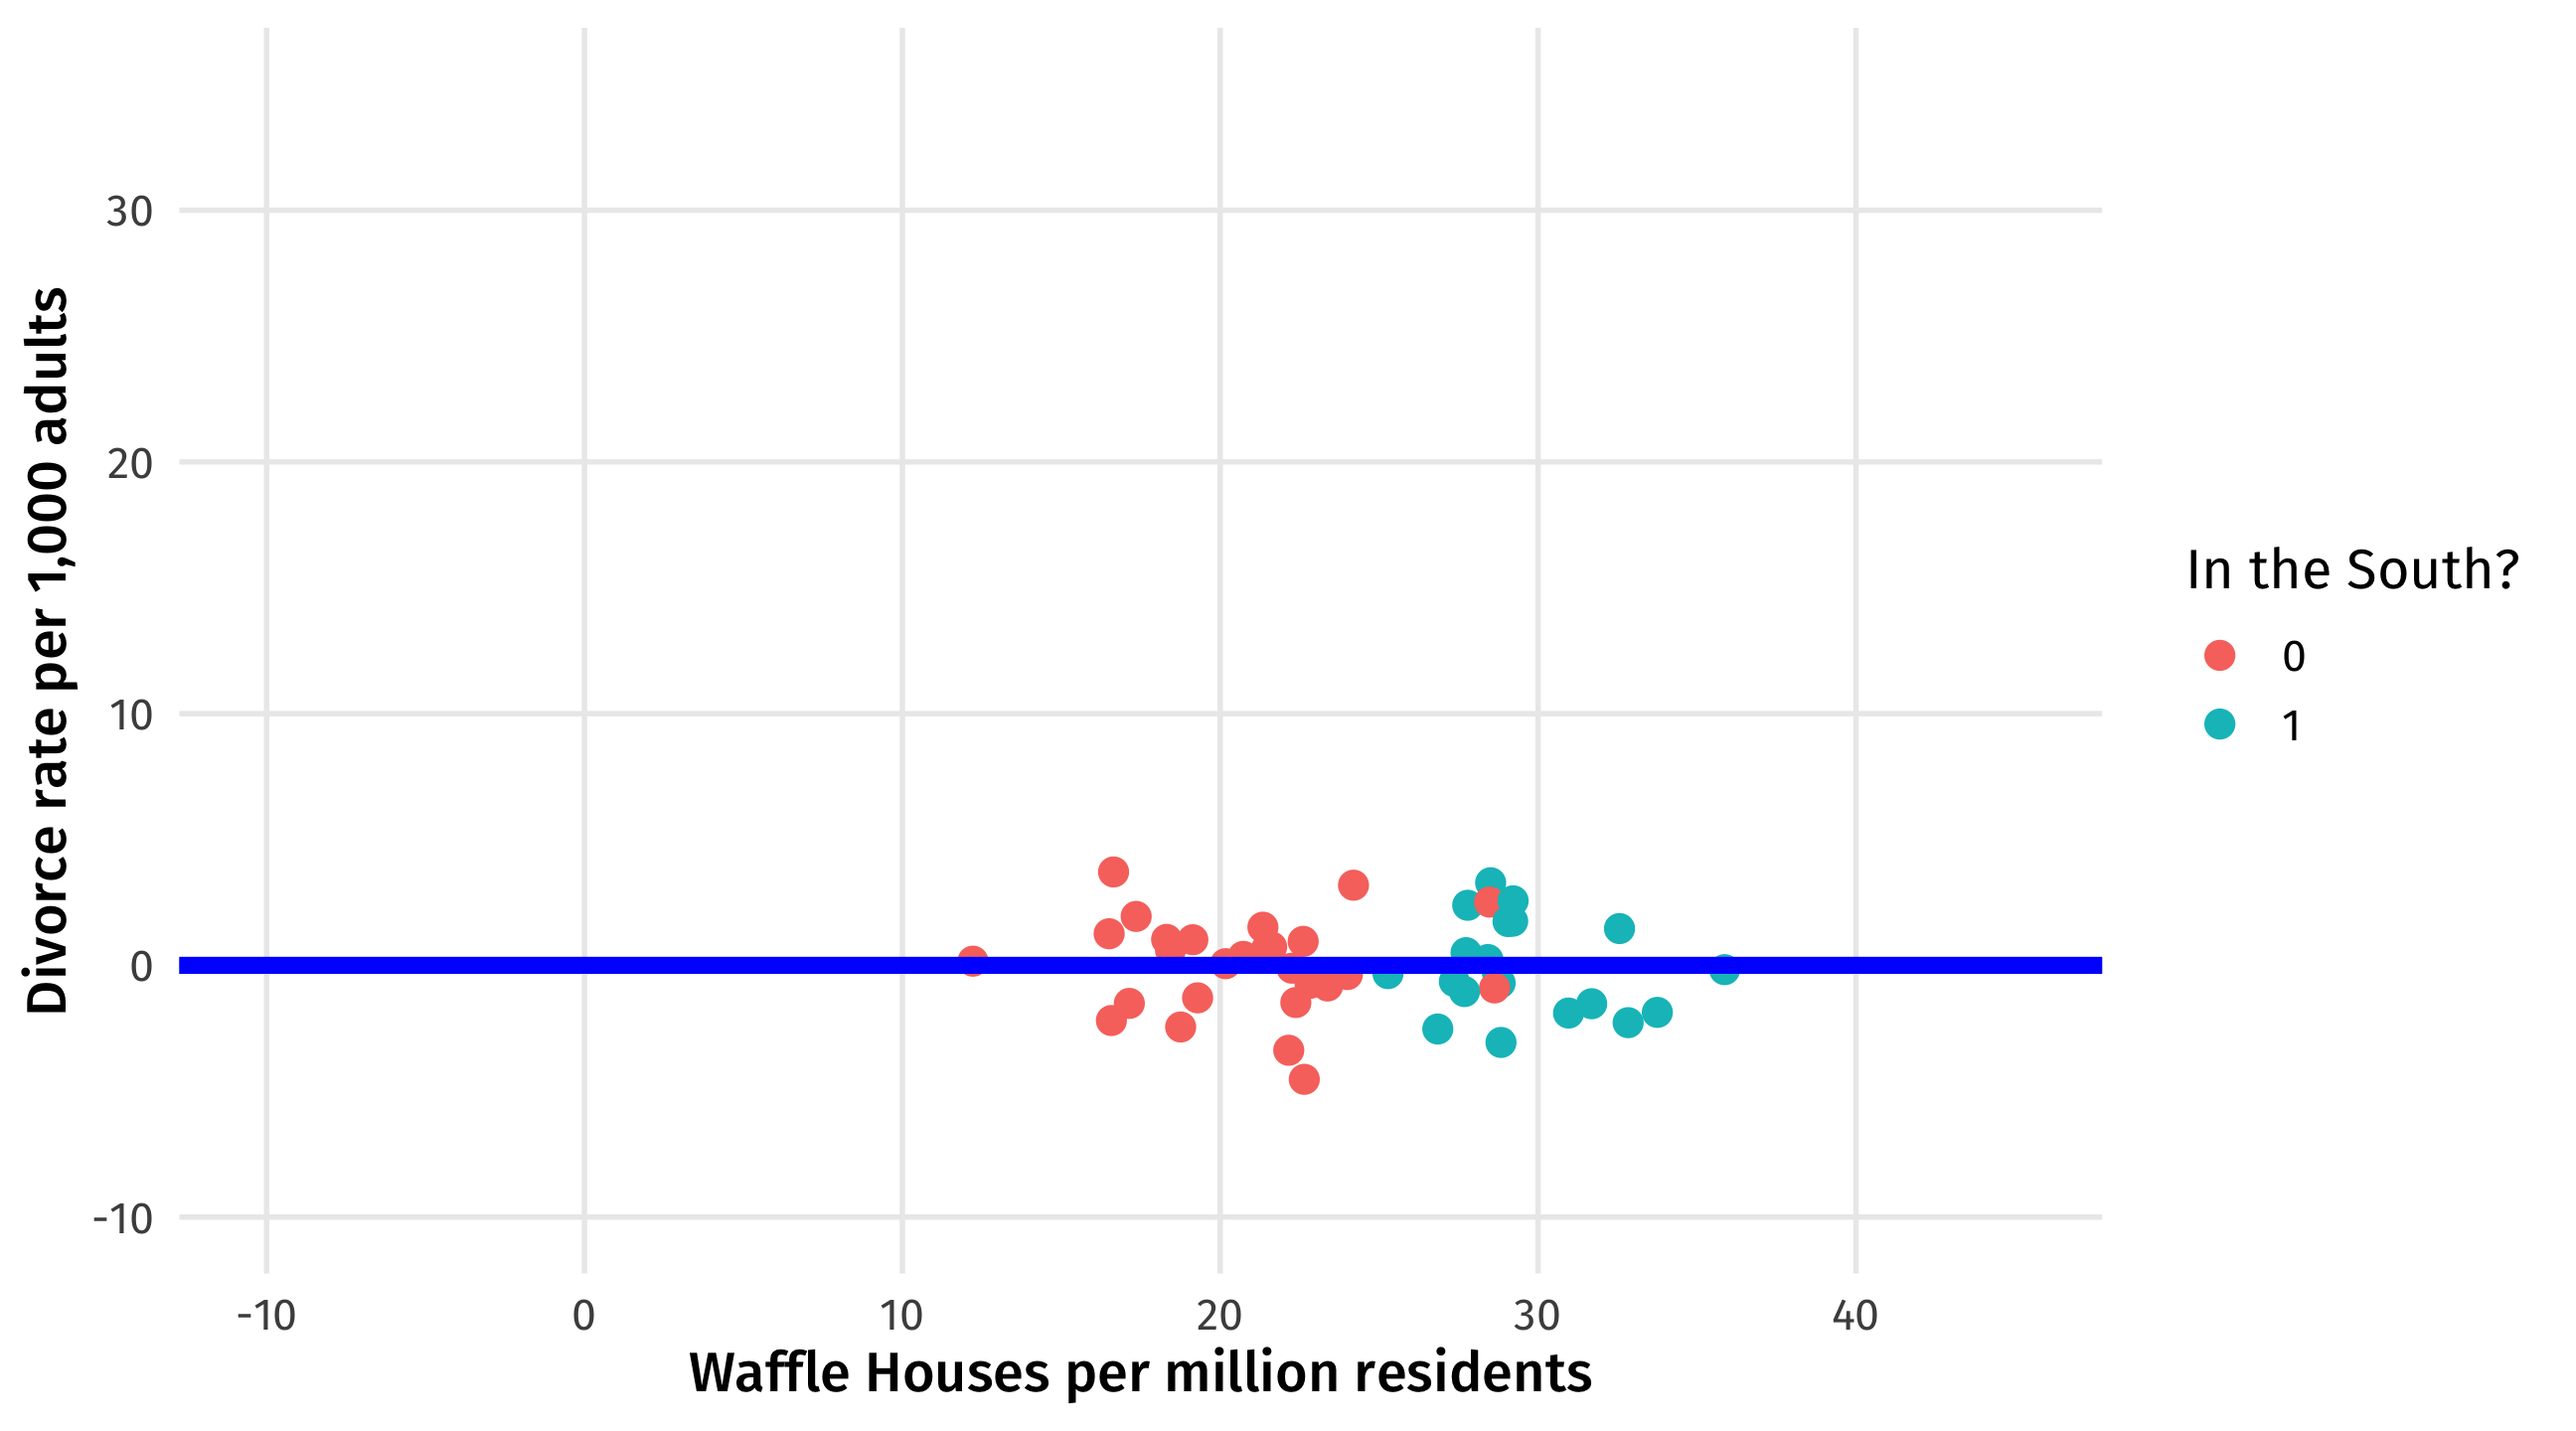 30
20
10
0
-10
-10 0 10 20 30 40
Waffle Houses per million residents
Divorce rate per 1,000 adults
In the South?
0
1